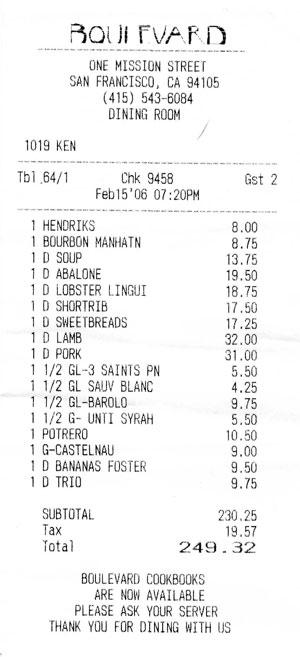 BOULEVARD
ONE MISSION STREET
SAN FRANCISCO, CA 94105
(415) 543-6084
DINING ROOM
1019 KEN
Tbl 64/1 Chk 9458 Gst 2
Feb15'06 07:20PM
1 HENDRIKS 8.00
1 BOURBON MANHATN 8.75
1 D SOUP 13.75
1 D ABALONE 19.50
1 D LOBSTER LINGUI 18.75
1 D SHORTRIB 17.50
1 D SWEETBREADS 17.25
1 D LAMB 32.00
1 D PORK 31.00
1 1/2 GL-3 SAINTS PN 5.50
1 1/2 GL SAUV BLANC 4.25
1 1/2 GL-BAROLO 9.75
1 1/2 G- UNTI SYRAH 5.50
1 POTRERO 10.50
1 G-CASTELNAU 9.00
1 D BANANAS FOSTER 9.50
1 D TRIO 9.75
SUBTOTAL 230.25
Tax 19.57
Total 249.32
BOULEVARD COOKBOOKS
ARE NOW AVAILABLE
PLEASE ASK YOUR SERVER
THANK YOU FOR DINING WITH US